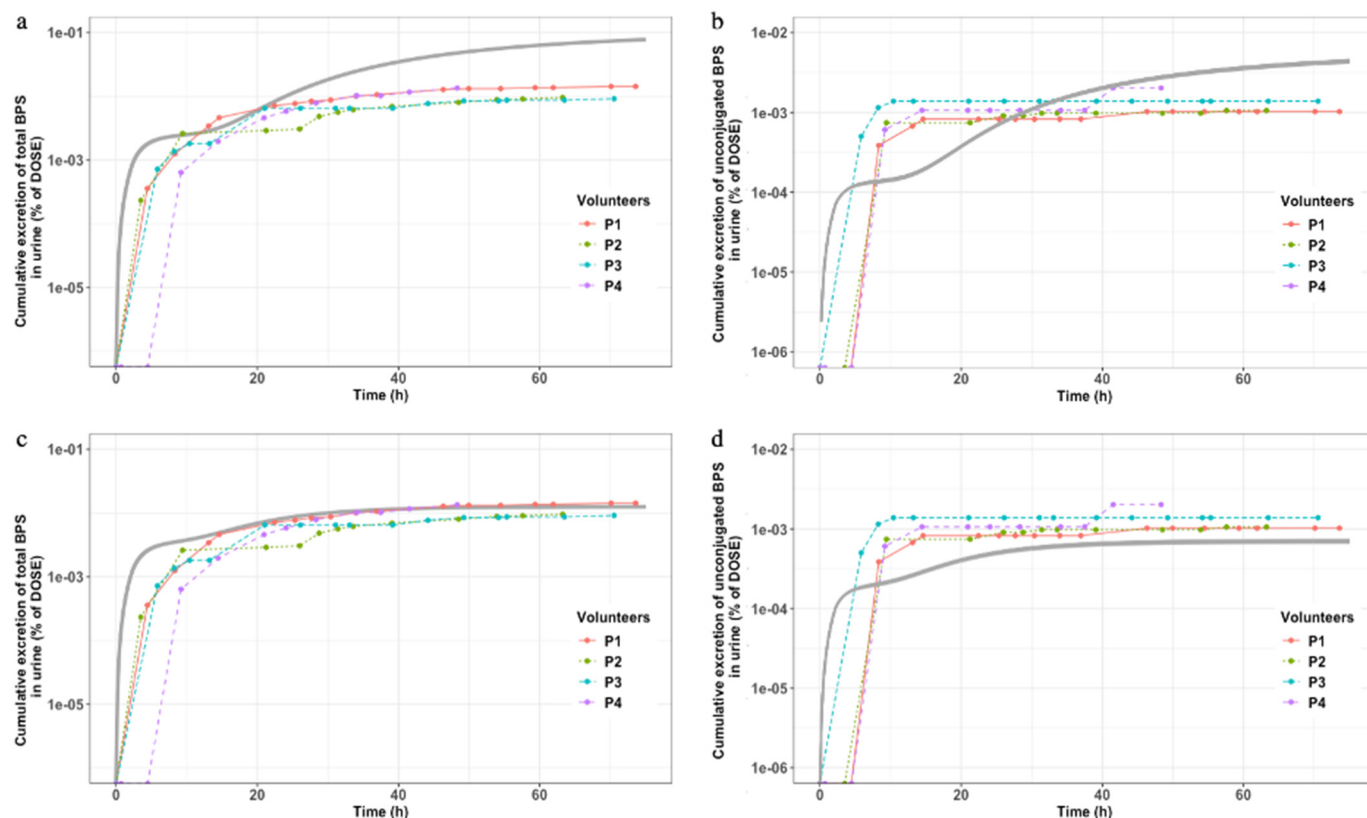 a
Cumulative excretion of total BPS
in urine (% of DOSE)
1e-01
1e-03
1e-05
0
20
40
60
Time (h)
Volunteers
P1
P2
P3
P4
b
Cumulative excretion of unconjugated BPS
in urine (% of DOSE)
1e-02
1e-03
1e-04
1e-05
1e-06
0
20
40
60
Time (h)
Volunteers
P1
P2
P3
P4
c
Cumulative excretion of total BPS
in urine (% of DOSE)
1e-01
1e-03
1e-05
0
20
40
60
Time (h)
Volunteers
P1
P2
P3
P4
d
Cumulative excretion of unconjugated BPS
in urine (% of DOSE)
1e-02
1e-03
1e-04
1e-05
1e-06
0
20
40
60
Time (h)
Volunteers
P1
P2
P3
P4